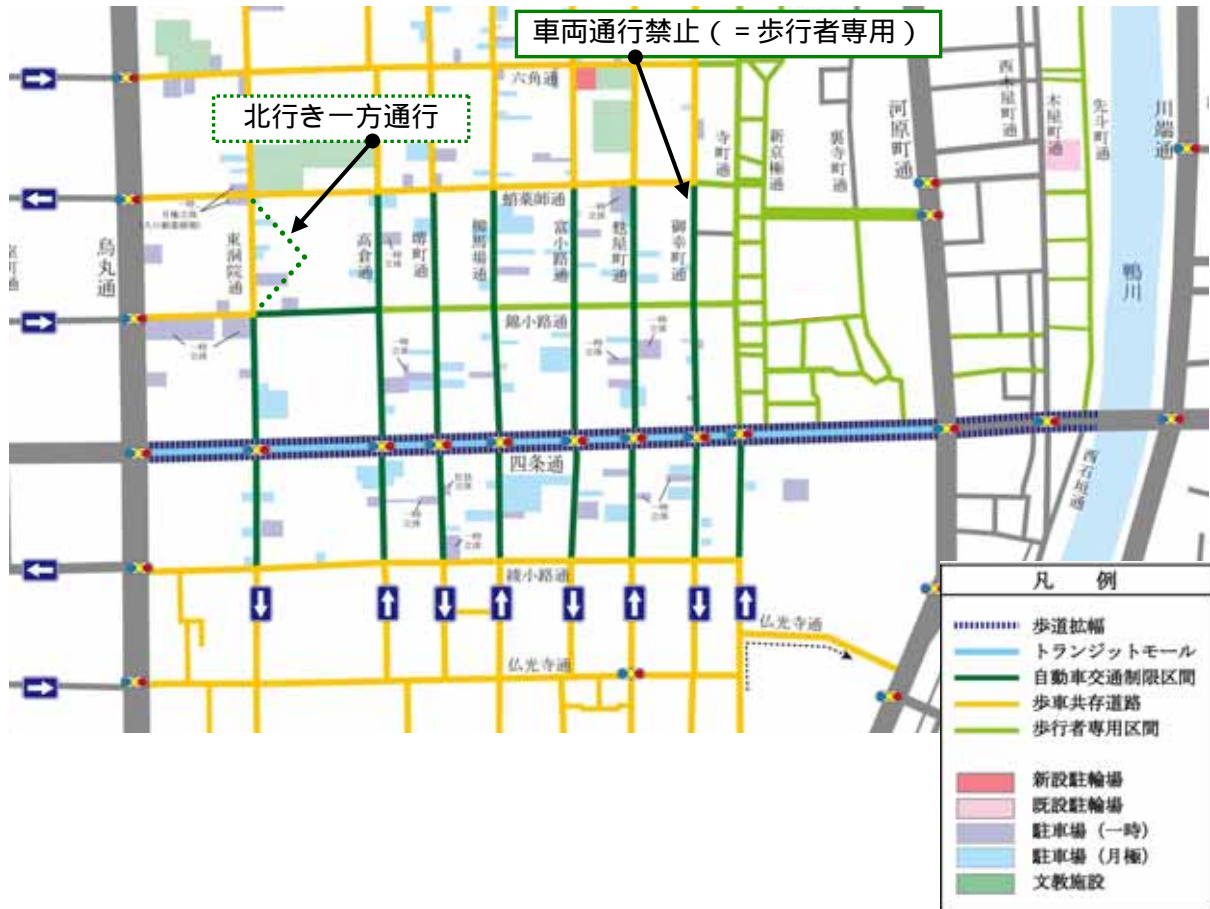 車両通行禁止（＝歩行者専用）
北行き一方通行
六角通
蛸薬師通
錦小路通
四条通
綾小路通
仏光寺通
仏光寺通
烏丸通
東洞院通
高倉通
堺町通
柳馬場通
富小路通
麩屋町通
御幸町通
寺町通
新京極通
裏寺町通
河原町通
西木屋町通
木屋町通
先斗町通
川端通
鴨川
西石垣通
凡例
歩道拡幅
トランジットモール
自動車交通制限区間
歩車共存道路
歩行者専用区間
新設駐輪場
既設駐輪場
駐車場（一時）
駐車場（月極）
文教施設